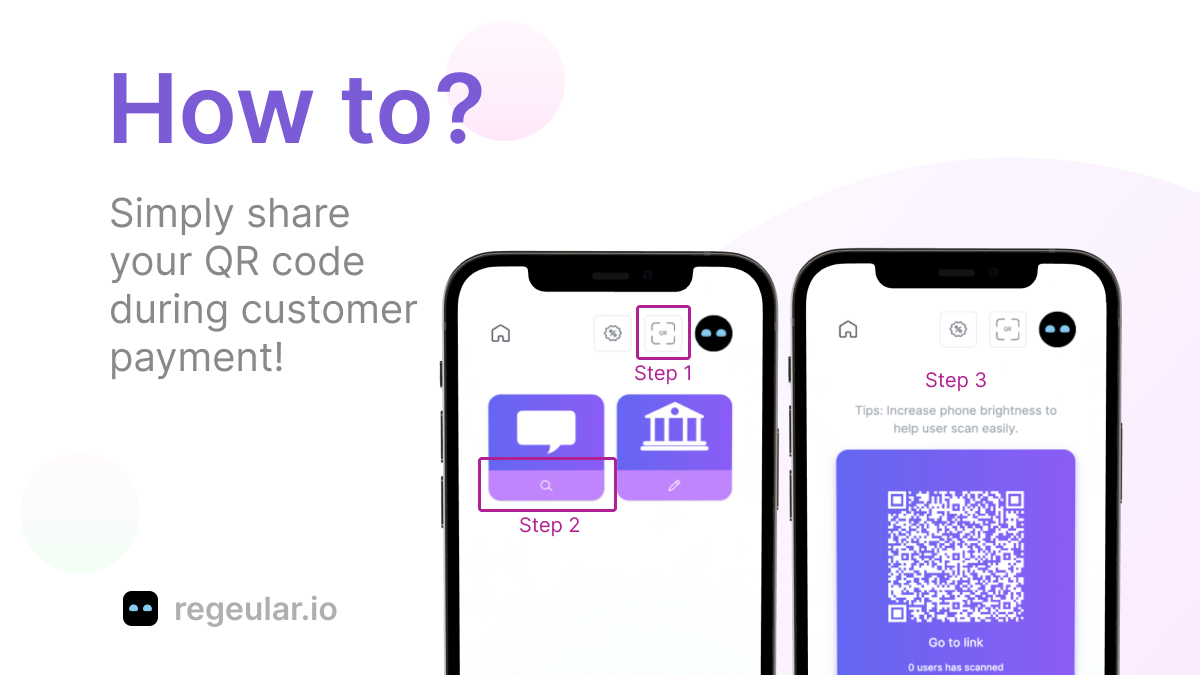 How to?
Simply share
your QR code
during customer
payment!
QR
Step 1
Step 2
QR
Step 3
Tips: Increase phone brightness to
help user scan easily.
Go to link
0 users has scanned
regeular.io